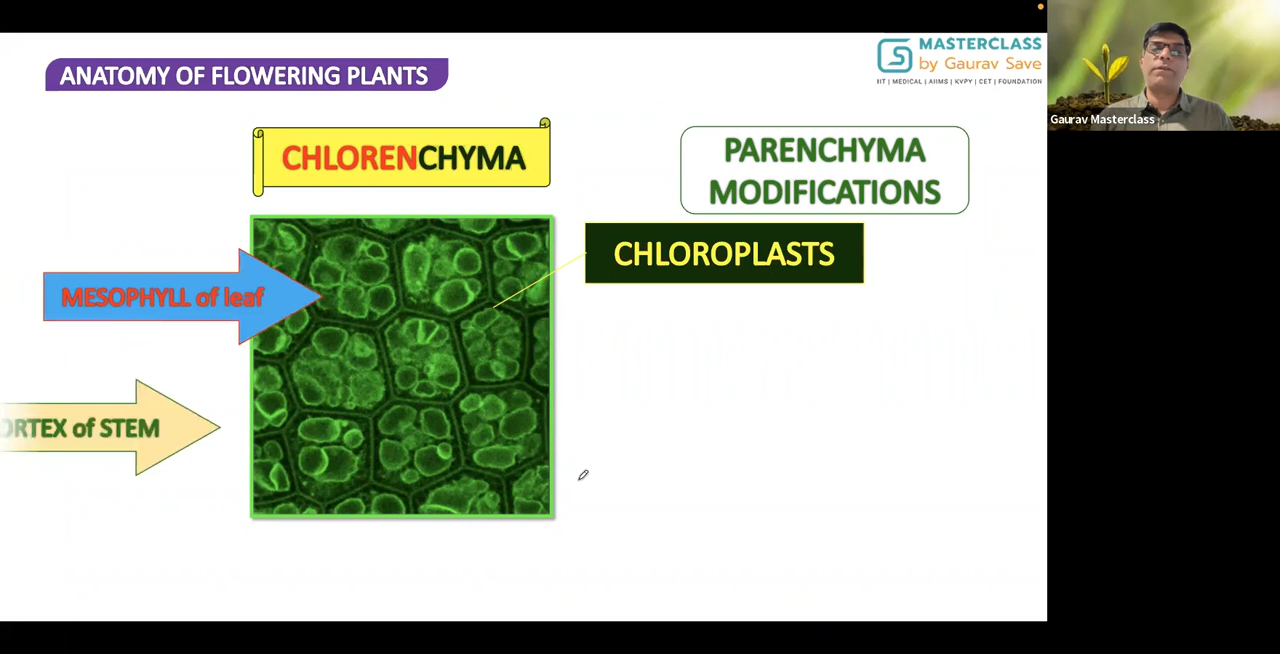 ANATOMY OF FLOWERING PLANTS
MASTERCLASS
by Gaurav Save
IIT | MEDICAL | AIIMS | KVPY | CET | FOUNDATION
Gaurav Masterclass
CHLORENCHYMA
PARENCHYMA
MODIFICATIONS
CHLOROPLASTS
MESOPHYLL of leaf
ORTEX of STEM